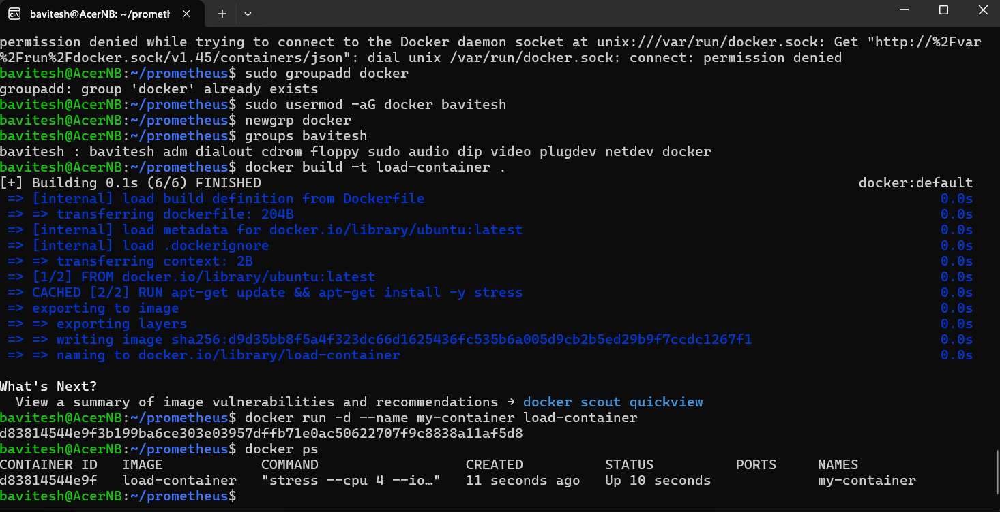 bavitesh@AcerNB: ~/prometh
permission denied while trying to connect to the Docker daemon socket at unix:///var/run/docker.sock: Get "http://%2Fvar
%2Frun%2Fdocker.sock/v1.45/containers/json": dial unix /var/run/docker.sock: connect: permission denied
bavitesh@AcerNB:~/prometheus$ sudo groupadd docker
groupadd: group 'docker' already exists
bavitesh@AcerNB:~/prometheus$ sudo usermod -aG docker bavitesh
bavitesh@AcerNB:~/prometheus$ newgrp docker
bavitesh@AcerNB:~/prometheus$ groups bavitesh
bavitesh : bavitesh adm dialout cdrom floppy sudo audio dip video plugdev netdev docker
bavitesh@AcerNB:~/prometheus$ docker build -t load-container .
[+] Building 0.1s (6/6) FINISHED docker:default
=> [internal] load build definition from Dockerfile 0.0s
=> => transferring dockerfile: 204B 0.0s
=> [internal] load metadata for docker.io/library/ubuntu:latest 0.0s
=> [internal] load .dockerignore 0.0s
=> => transferring context: 2B 0.0s
=> [1/2] FROM docker.io/library/ubuntu:latest 0.0s
=> CACHED [2/2] RUN apt-get update && apt-get install -y stress 0.0s
=> exporting to image 0.0s
=> => exporting layers 0.0s
=> => writing image sha256:d9d35bb8f5a4f323dc66d1625436fc535b6a005d9cb2b5ed29b9f7ccdc1267f1 0.0s
=> => naming to docker.io/library/load-container 0.0s
What's Next?
View a summary of image vulnerabilities and recommendations → docker scout quickview
bavitesh@AcerNB:~/prometheus$ docker run -d --name my-container load-container
d83814544e9f3b199ba6ce303e03957dffb71e0ac50622707f9c8838a11af5d8
bavitesh@AcerNB:~/prometheus$ docker ps
CONTAINER ID IMAGE COMMAND CREATED STATUS PORTS NAMES
d83814544e9f load-container "stress --cpu 4 --io…" 11 seconds ago Up 10 seconds my-container
bavitesh@AcerNB:~/prometheus$